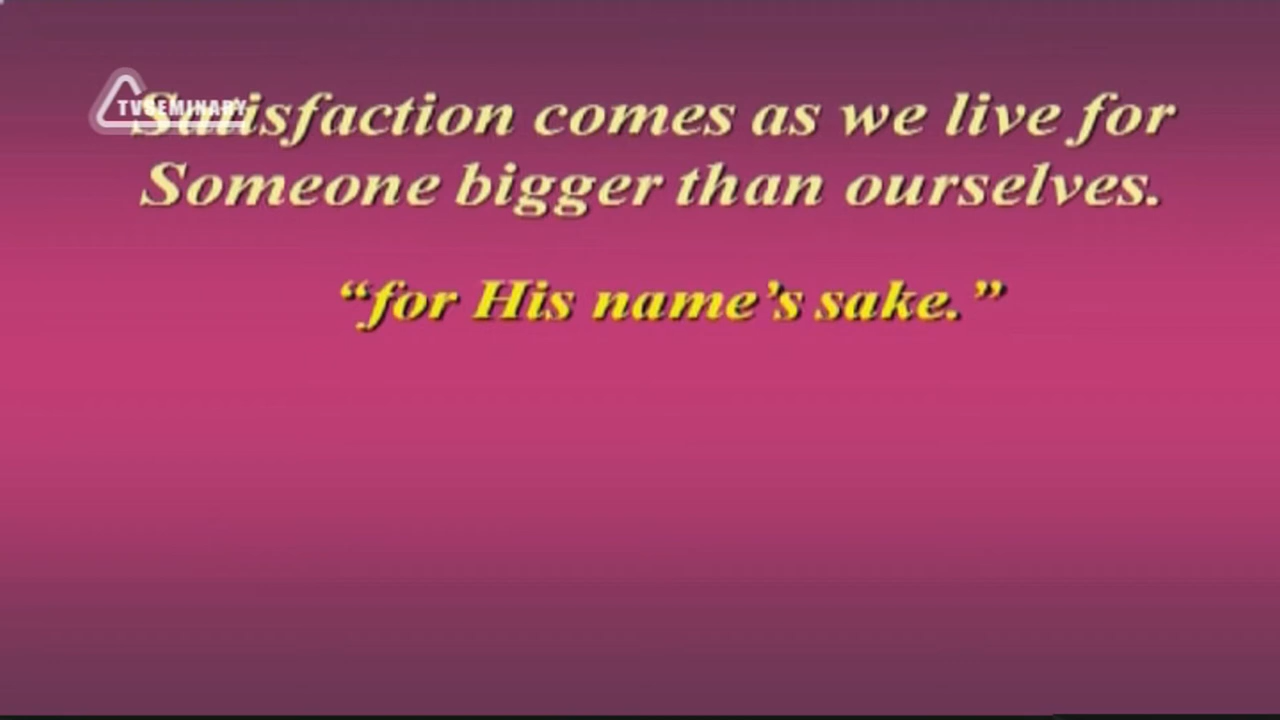 TVSEMINARY
Satisfaction comes as we live for
Someone bigger than ourselves.
“for His name’s sake.”